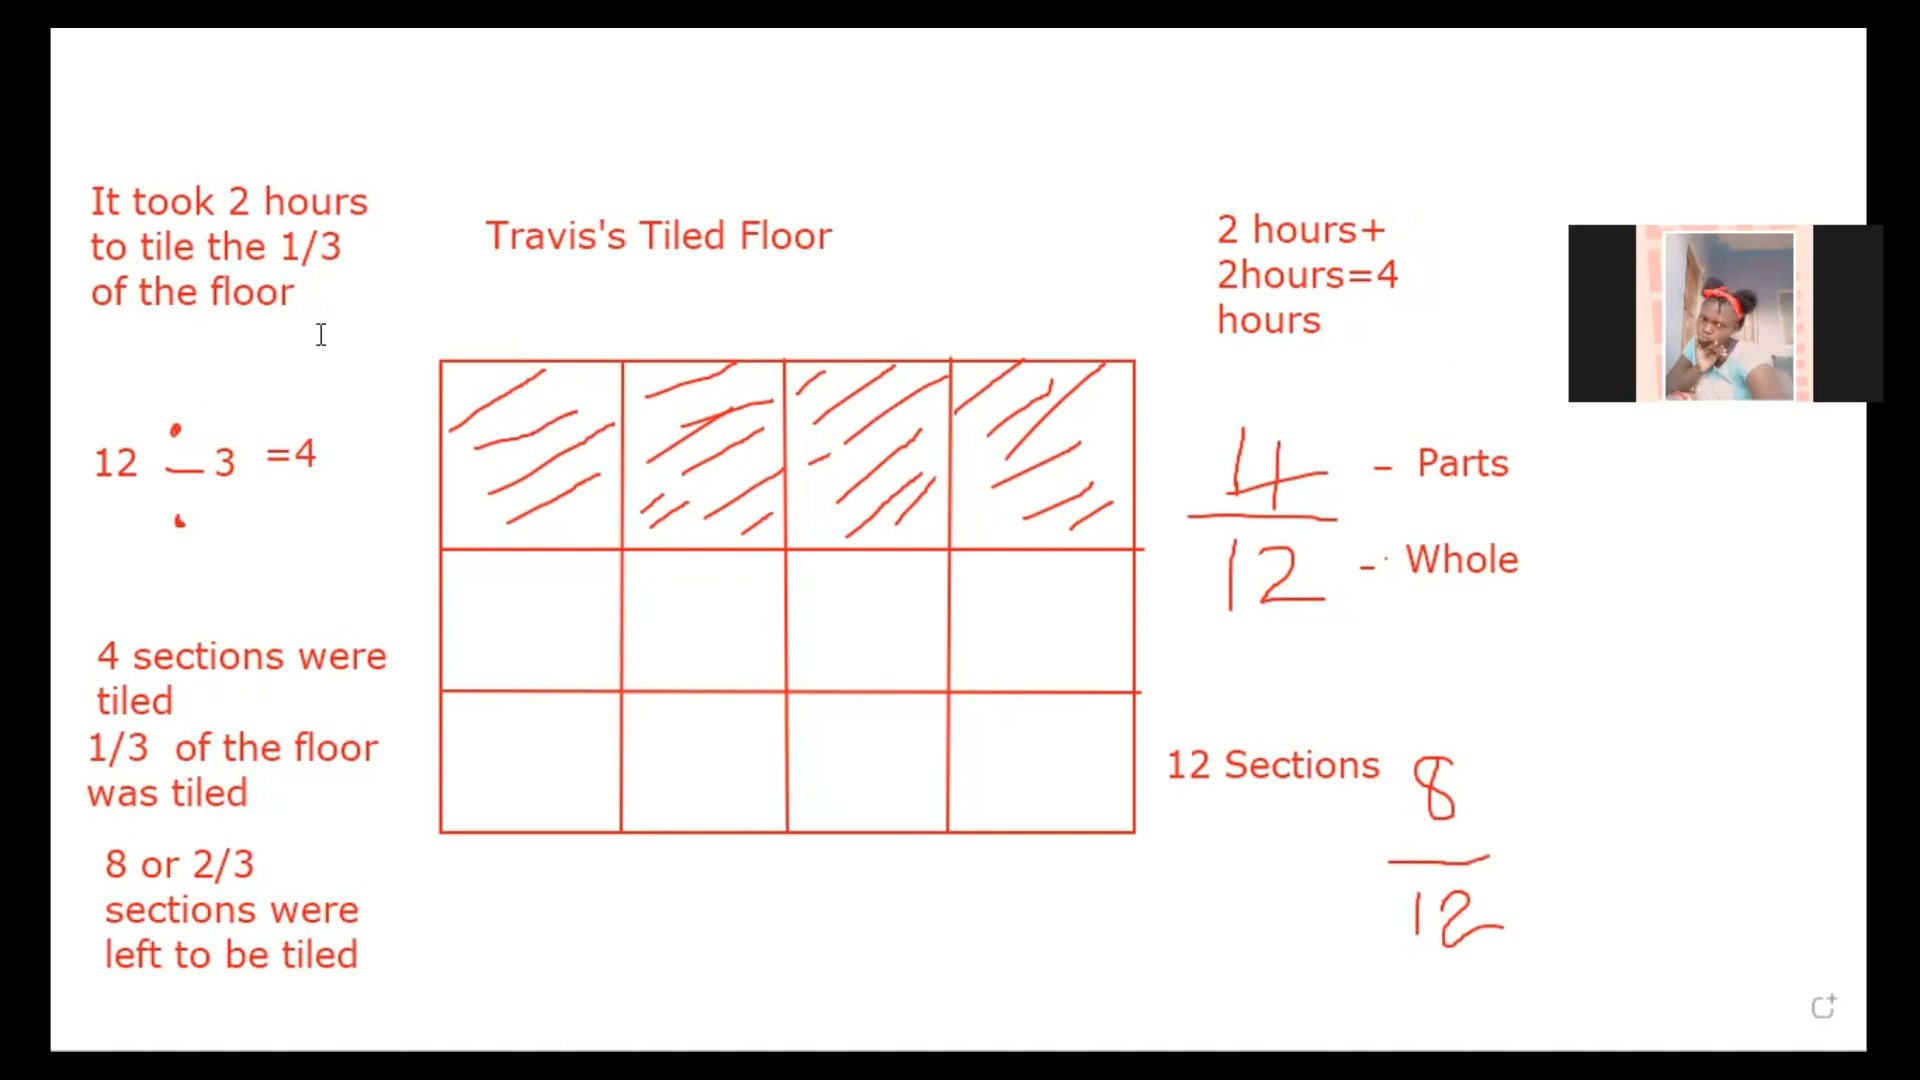 It took 2 hours
to tile the 1/3
of the floor
Travis's Tiled Floor
2 hours+
2hours=4
hours
12 ÷ 3 =4
4
12
- Parts
- Whole
4 sections were
tiled
1/3 of the floor
was tiled
8 or 2/3
sections were
left to be tiled
12 Sections
8
12